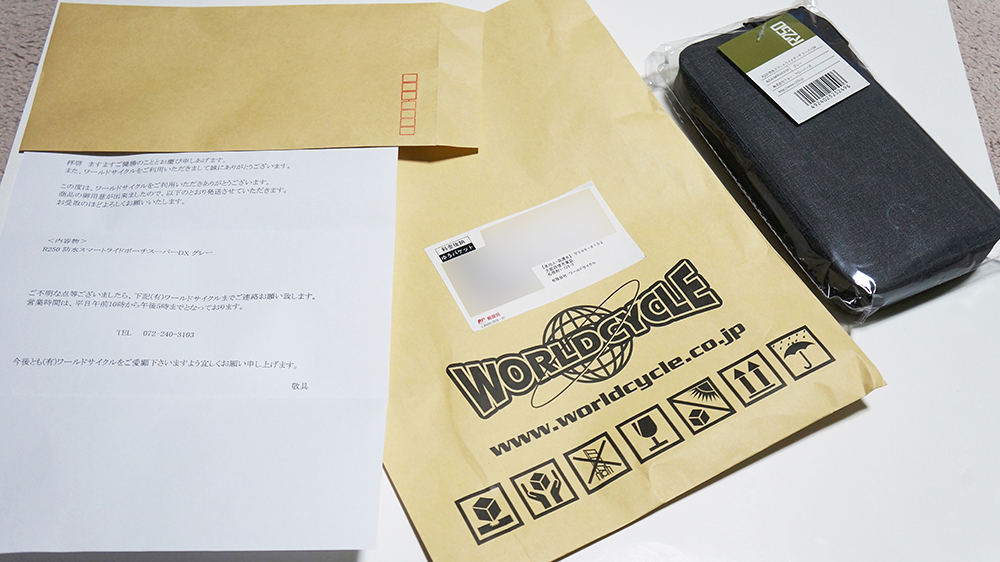 拝啓　ますますご健勝のこととお慶び申しあげます。
また、ワールドサイクルをご利用いただきまして誠にありがとうございます。
この度は、ワールドサイクルをご利用いただきありがとうございます。
商品の御用意が出来ましたので、以下のとおり発送させていただきます。
お受取のほどよろしくお願いいたします。
＜内容物＞
R250 防水スマートライドポーチスーパーDX グレー
ご不明な点等ございましたら、下記(有)ワールドサイクルまでご連絡お願い致します。
営業時間は、平日午前10時から午後5時までとなっております。
TEL　072-240-3103
今後とも(有)ワールドサイクルをご愛顧下さいますよう宜しくお願い申し上げます。
敬具
料金後納
ゆうパケット
郵便局
WORLDCYCLE
www.worldcycle.co.jp
R250
4924025252496